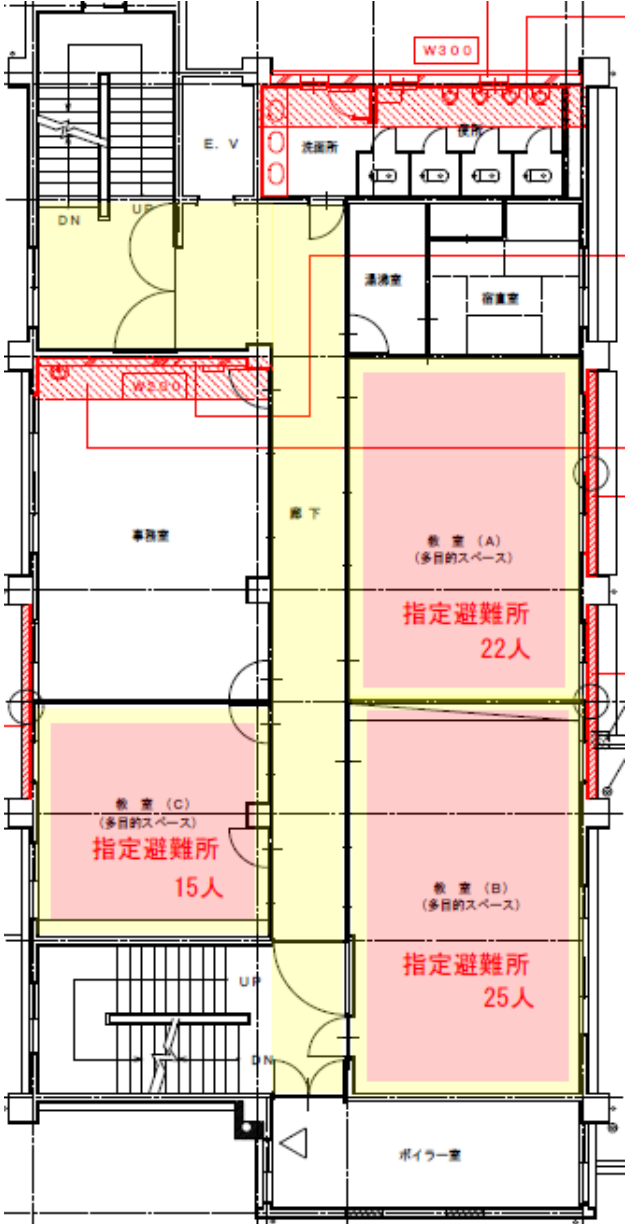 W300
E. V
洗面所
便所
DN
UP
湯沸室
宿直室
W200
廊 下
事務室
教 室 (A)
(多目的スペース)
指定避難所
22人
教 室 (C)
(多目的スペース)
指定避難所
15人
教 室 (B)
(多目的スペース)
指定避難所
25人
UP
DN
ボイラー室